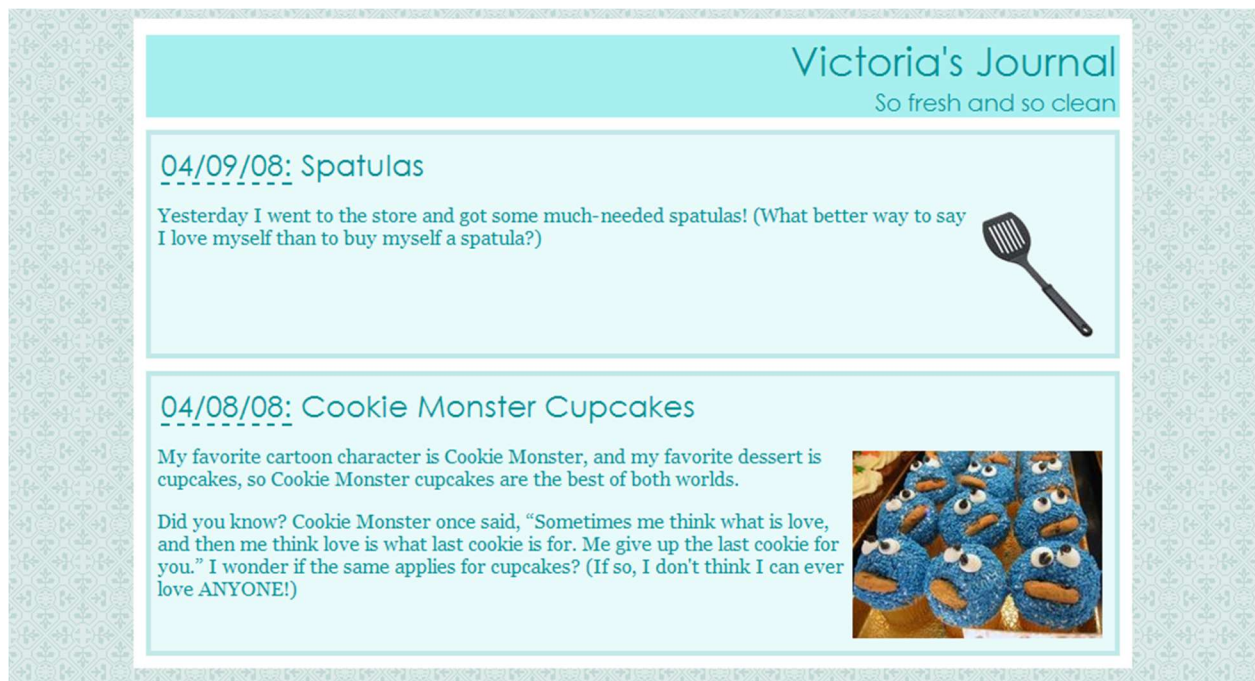 Victoria's Journal
So fresh and so clean
04/09/08: Spatulas
Yesterday I went to the store and got some much-needed spatulas! (What better way to say
I love myself than to buy myself a spatula?)
04/08/08: Cookie Monster Cupcakes
My favorite cartoon character is Cookie Monster, and my favorite dessert is
cupcakes, so Cookie Monster cupcakes are the best of both worlds.
Did you know? Cookie Monster once said, “Sometimes me think what is love,
and then me think love is what last cookie is for. Me give up the last cookie for
you.” I wonder if the same applies for cupcakes? (If so, I don't think I can ever
love ANYONE!)